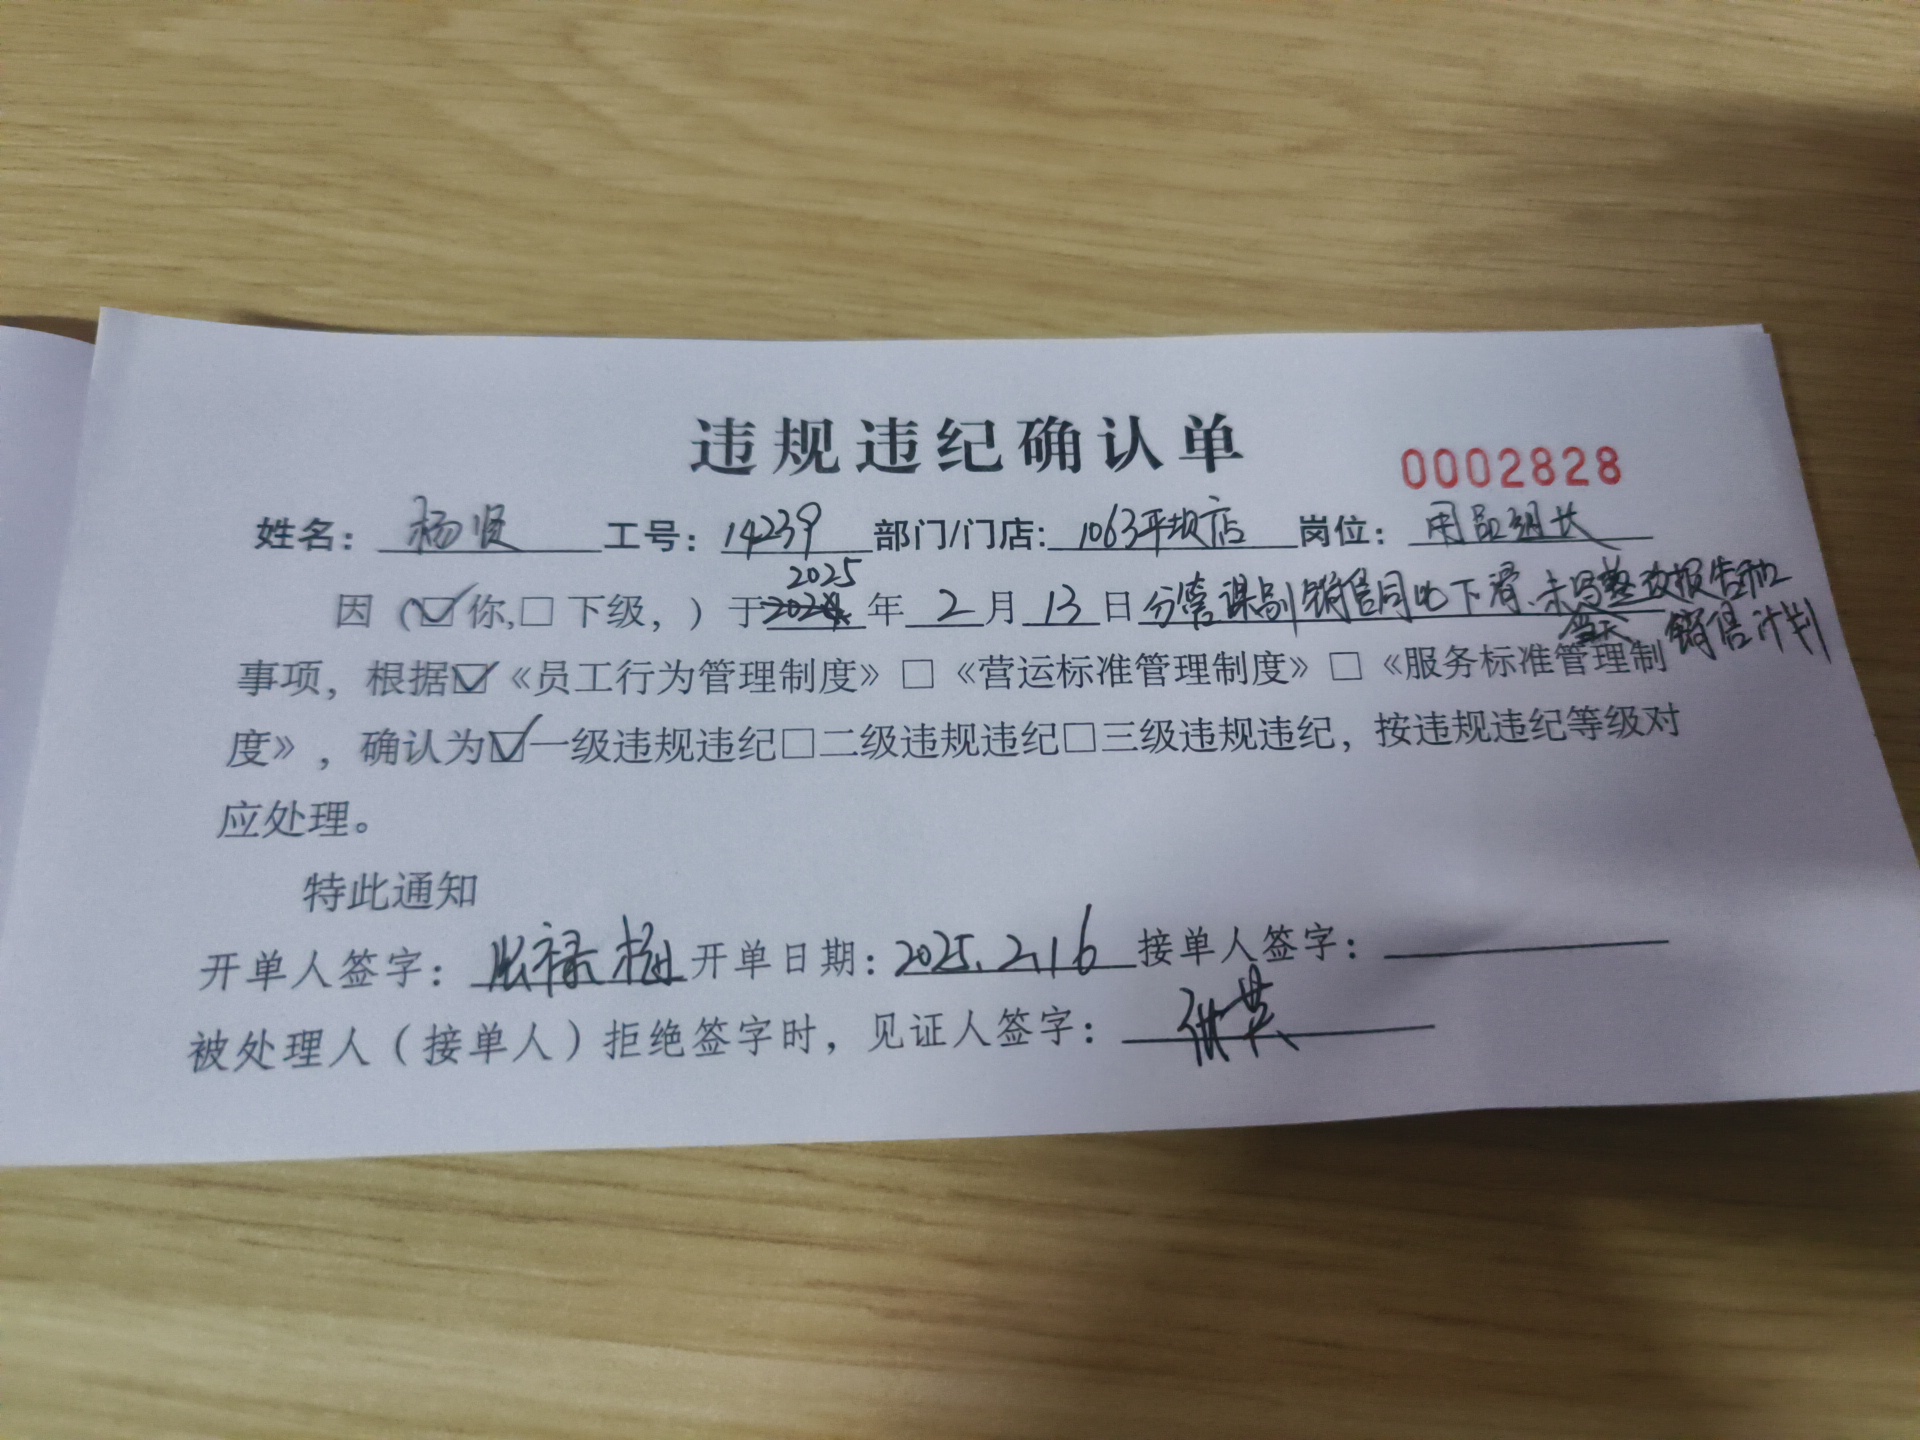 违规违纪确认单
0002828
姓名： 杨贤 工号：14239 部门/门店：1063平坝店 岗位：用品组长
2025
因（☑你,□下级，）于2024年 2 月 13 日 分管课别销售同比下滑、未写整改报告和
销售计划
事项，根据☑《员工行为管理制度》□《营运标准管理制度》□《服务标准管理制
度》，确认为☑一级违规违纪□二级违规违纪□三级违规违纪，按违规违纪等级对
应处理。
特此通知
开单人签字： 开单日期：2025.2.16 接单人签字：
被处理人（接单人）拒绝签字时，见证人签字：